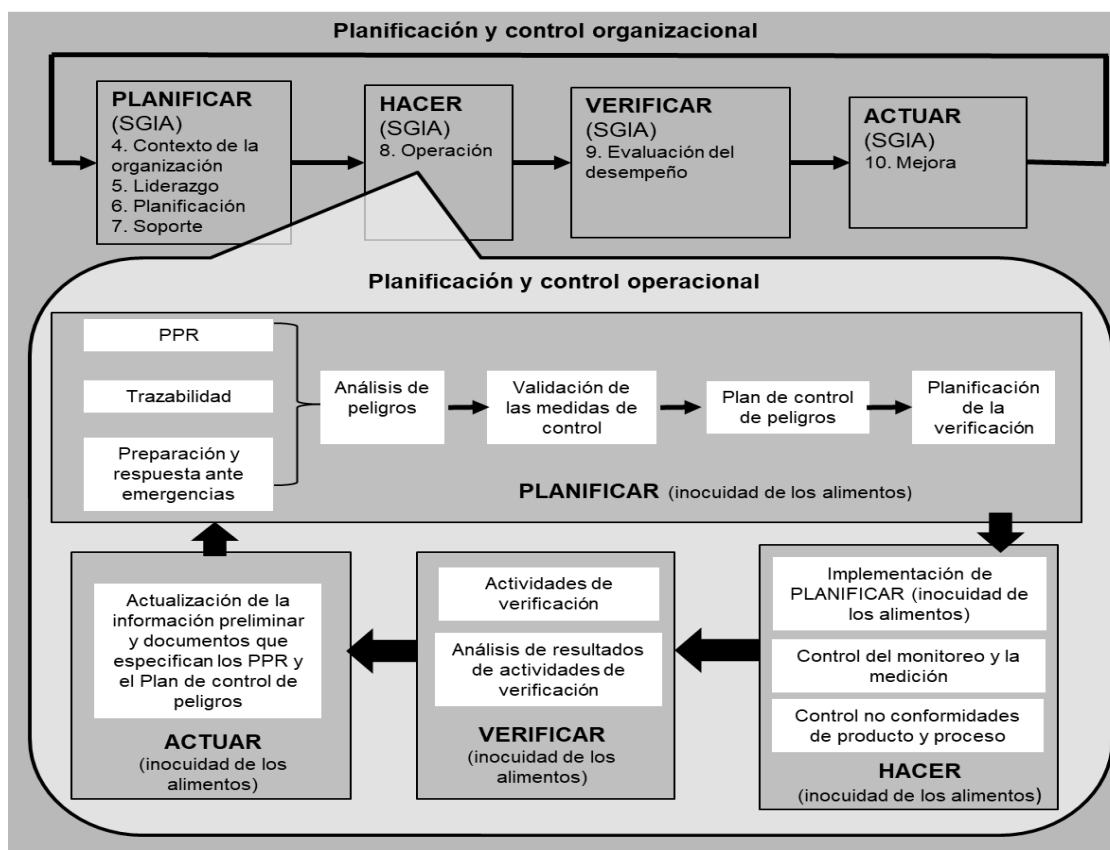 Planificación y control organizacional
PLANIFICAR
(SGIA)
4. Contexto de la
organización
5. Liderazgo
6. Planificación
7. Soporte
HACER
(SGIA)
8. Operación
VERIFICAR
(SGIA)
9. Evaluación del
desempeño
ACTUAR
(SGIA)
10. Mejora
Planificación y control operacional
PPR
Trazabilidad
Preparación y
respuesta ante
emergencias
Análisis de
peligros
Validación de
las medidas de
control
Plan de control
de peligros
Planificación
de la
verificación
PLANIFICAR (inocuidad de los alimentos)
Implementación de
PLANIFICAR (inocuidad de
los alimentos)
Control del monitoreo y la
medición
Control no conformidades
de producto y proceso
HACER
(inocuidad de los alimentos)
Actividades de
verificación
Análisis de resultados
de actividades de
verificación
VERIFICAR
(inocuidad de los
alimentos)
Actualización de la
información preliminar
y documentos que
especifican los PPR y
el Plan de control de
peligros
ACTUAR
(inocuidad de los
alimentos)